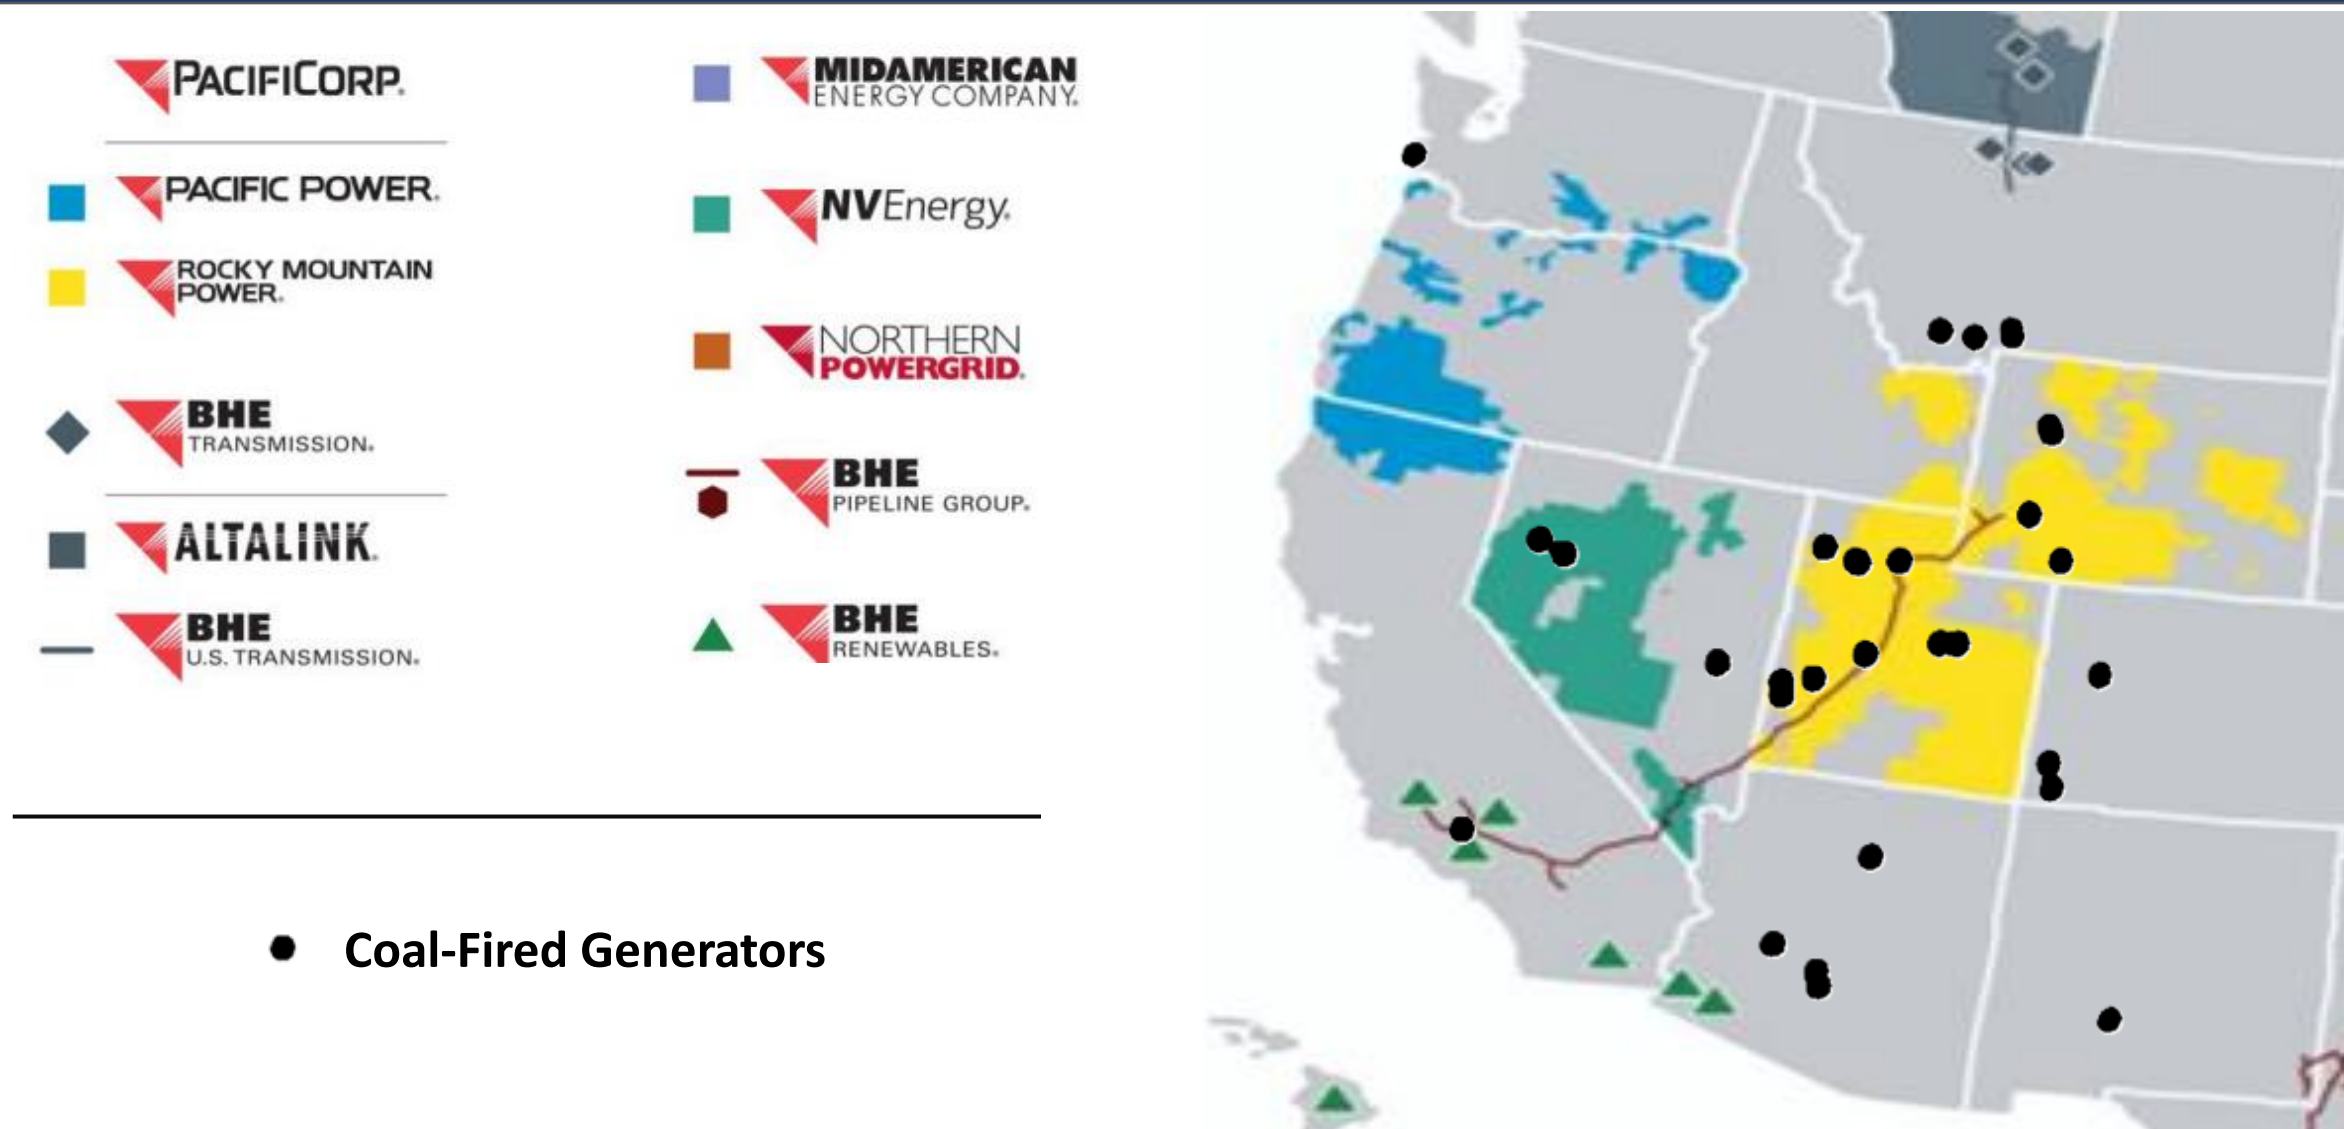 PACIFICORP.
PACIFIC POWER.
ROCKY MOUNTAIN
POWER.
BHE
TRANSMISSION.
ALTALINK.
BHE
U.S. TRANSMISSION.
MIDAMERICAN
ENERGY COMPANY.
NVEnergy.
NORTHERN
POWERGRID.
BHE
PIPELINE GROUP.
BHE
RENEWABLES.
Coal-Fired Generators